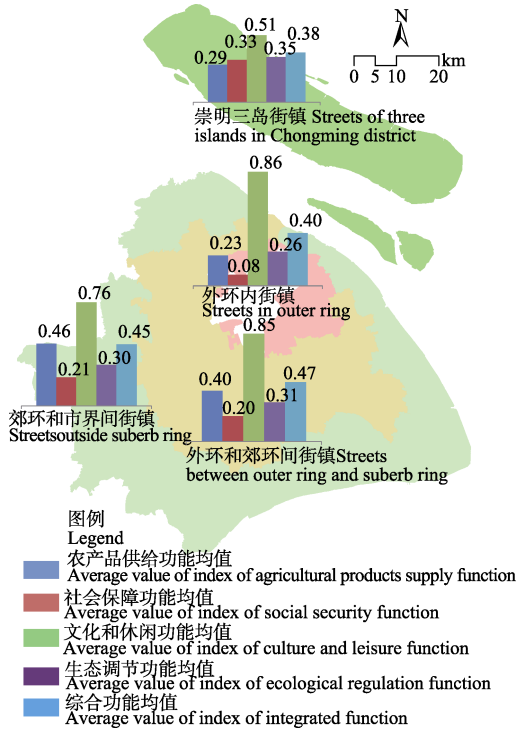 N
km
0 5 10 20
0.51
0.38
0.33
0.35
0.29
崇明三岛街镇 Streets of three
islands in Chongming district
0.86
0.40
0.23
0.26
0.08
外环内街镇
Streets in outer ring
0.76
0.46
0.45
0.30
0.21
郊环和市界间街镇
Streetsoutside suberb ring
0.85
0.47
0.40
0.31
0.20
外环和郊环间街镇Streets
between outer ring and suberb ring
图例
Legend
农产品供给功能均值
Average value of index of agricultural products supply function
社会保障功能均值
Average value of index of social security function
文化和休闲功能均值
Average value of index of culture and leisure function
生态调节功能均值
Average value of index of ecological regulation function
综合功能均值
Average value of index of integrated function